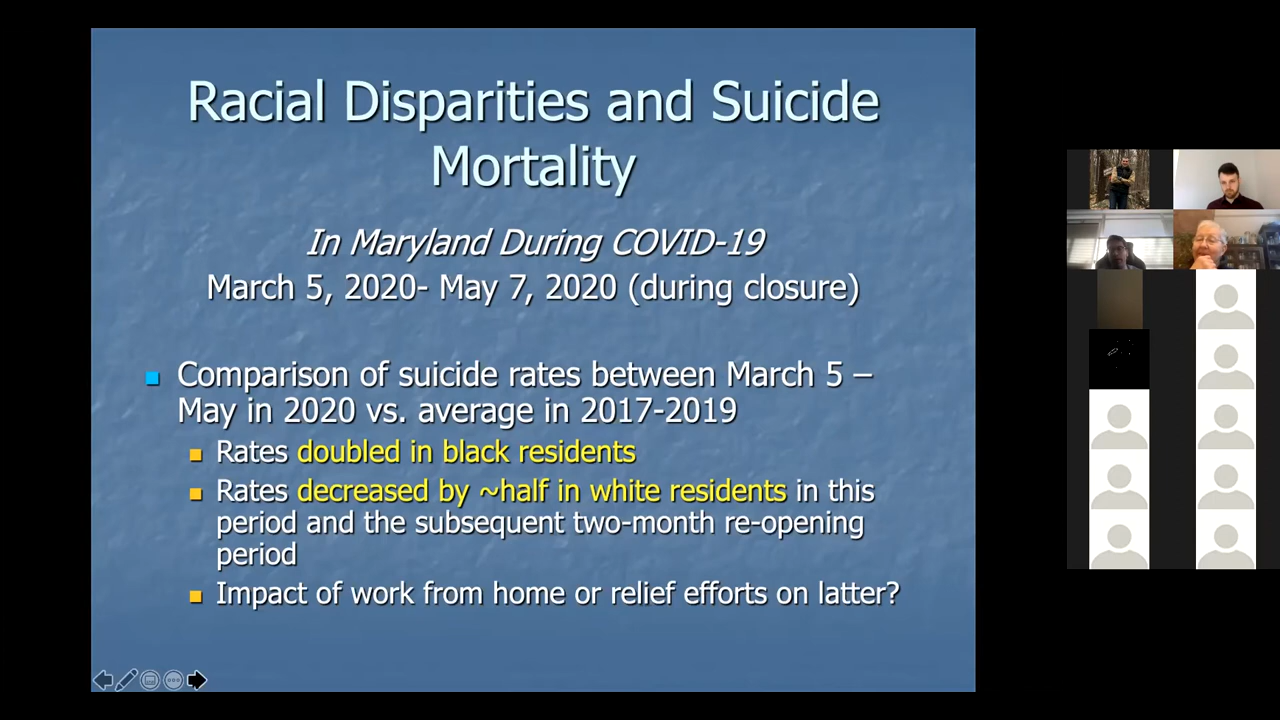 Racial Disparities and Suicide
Mortality
In Maryland During COVID-19
March 5, 2020- May 7, 2020 (during closure)
Comparison of suicide rates between March 5 –
May in 2020 vs. average in 2017-2019
Rates doubled in black residents
Rates decreased by ~half in white residents in this
period and the subsequent two-month re-opening
period
Impact of work from home or relief efforts on latter?